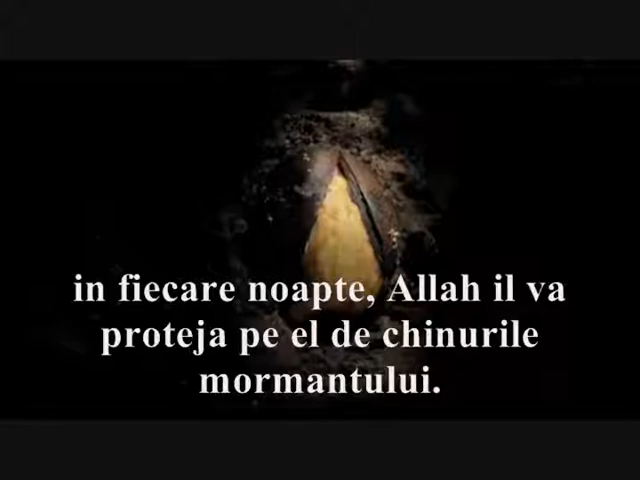 in fiecare noapte, Allah il va
proteja pe el de chinurile
mormantului.